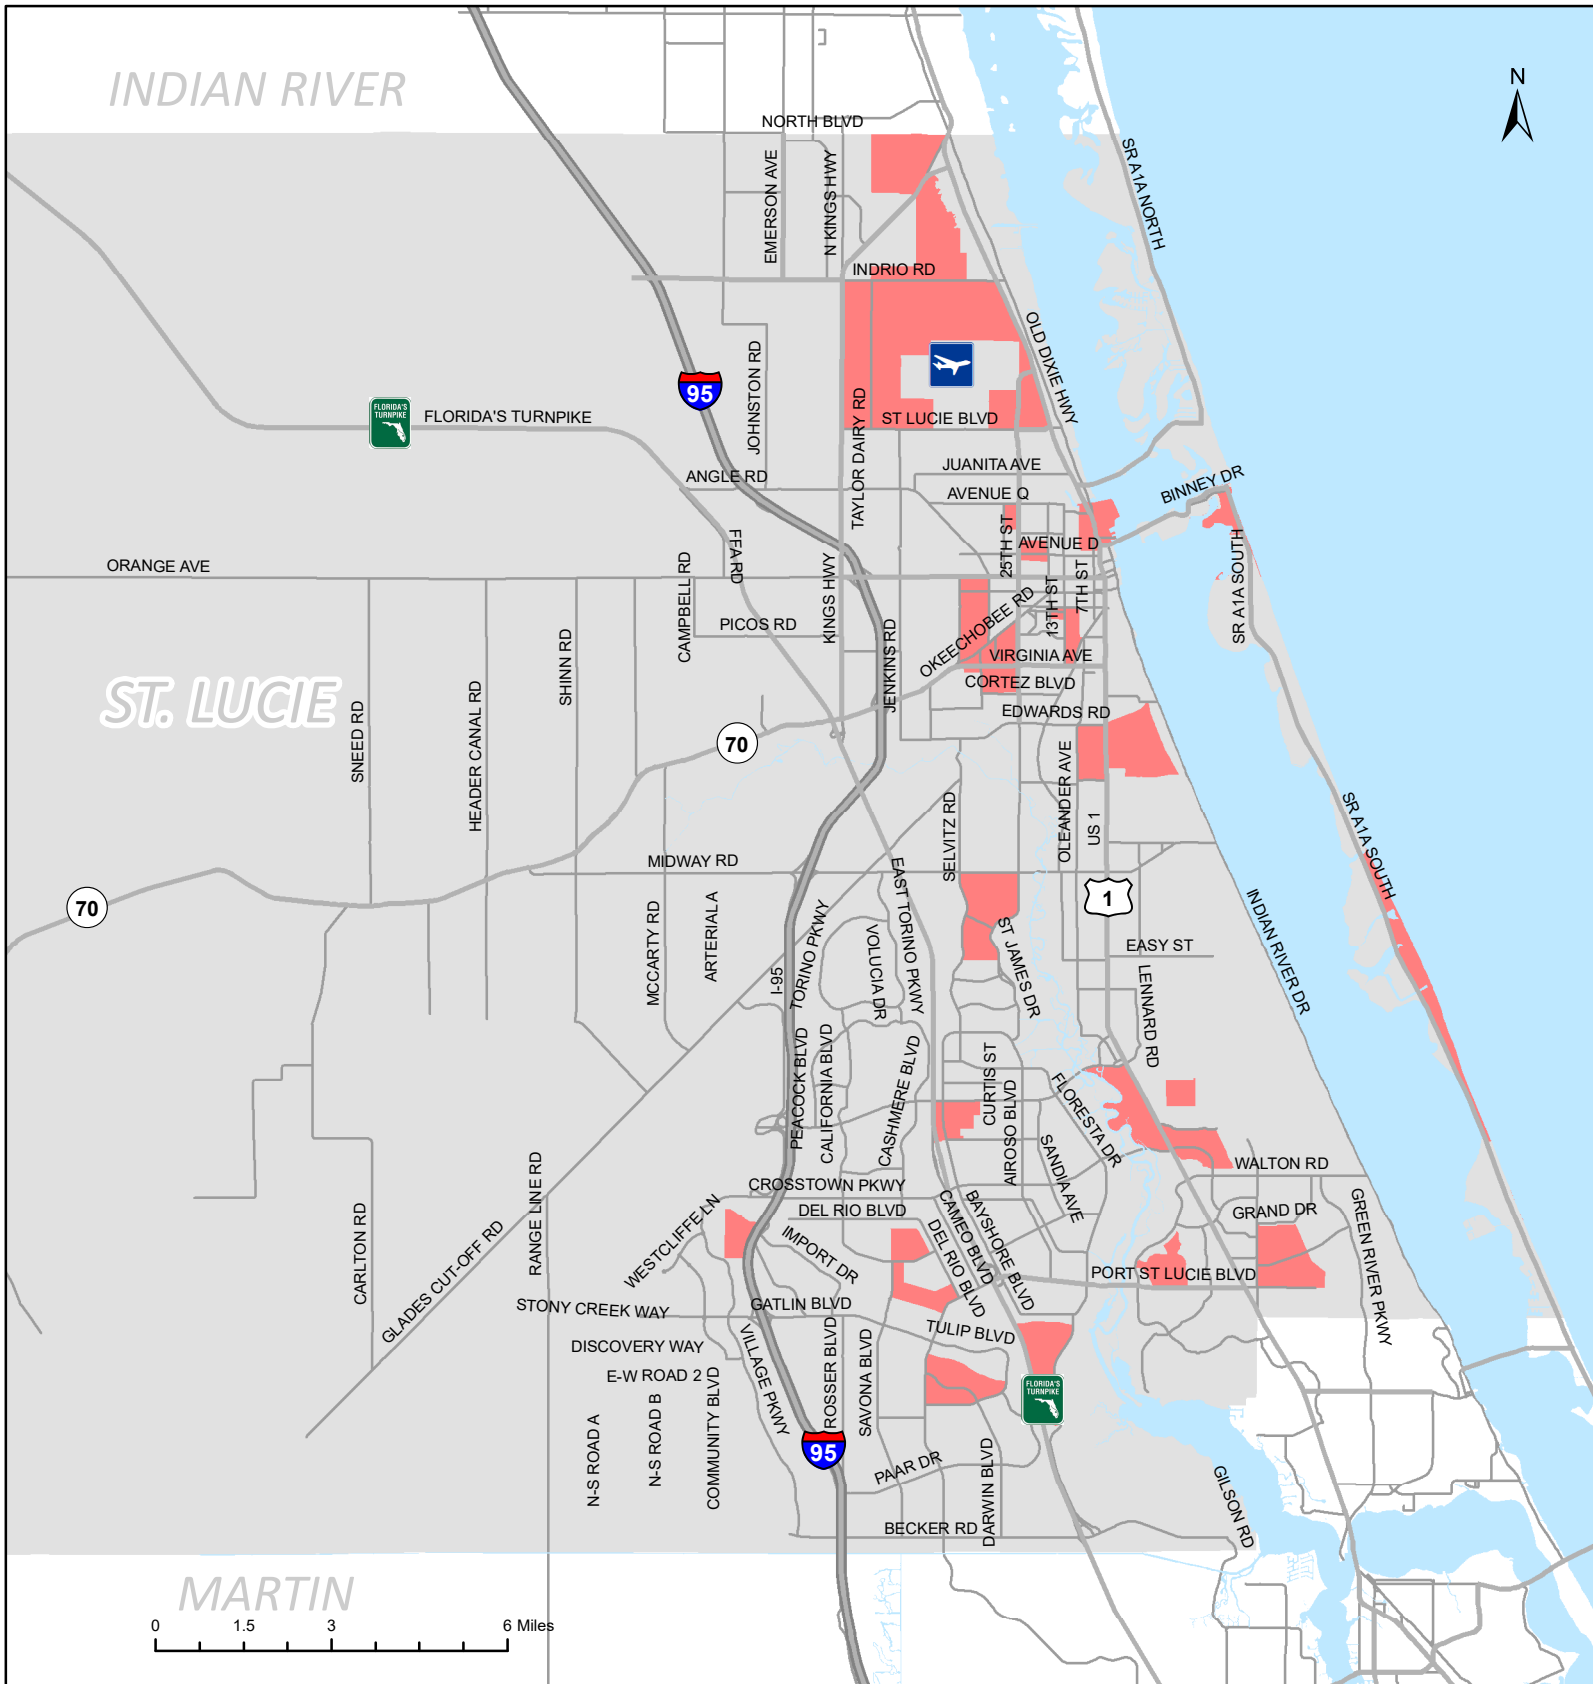 INDIAN RIVER
N
NORTH BLVD
EMERSON AVE
N KINGS HWY
SR A1A NORTH
INDRIO RD
OLD DIXIE HWY
JOHNSTON RD
95
FLORIDA'S
TURNPIKE
FLORIDA'S TURNPIKE
TAYLOR DAIRY RD
ST LUCIE BLVD
JUANITA AVE
ANGLE RD
AVENUE Q
BINNEY DR
25TH ST
AVENUE D
FFA RD
ORANGE AVE
CAMPBELL RD
KINGS HWY
13TH ST
7TH ST
SR A1A SOUTH
PICOS RD
OKEECHOBEE RD
JENKINS RD
VIRGINIA AVE
CORTEZ BLVD
SHINN RD
ST. LUCIE
HEADER CANAL RD
SNEED RD
EDWARDS RD
70
OLEANDER AVE
US 1
SELVITZ RD
SR A1A SOUTH
MIDWAY RD
EAST TORINO PKWY
70
1
MCCARTY RD
ARTERIAL A
TORINO PKWY
VOLUCIA DR
ST JAMES DR
EASY ST
INDIAN RIVER DR
I-95
LENNARD RD
PEACOCK BLVD
CALIFORNIA BLVD
CASHMERE BLVD
CURTIS ST
AIROSO BLVD
FLORESTA DR
SANDIA AVE
WALTON RD
RANGE LINE RD
CROSSTOWN PKWY
DEL RIO BLVD
WESTCLIFFE LN
IMPORT DR
CAMEO BLVD
BAYSHORE BLVD
DEL RIO BLVD
GRAND DR
GREEN RIVER PKWY
CARLTON RD
GLADES CUT-OFF RD
PORT ST LUCIE BLVD
STONY CREEK WAY
GATLIN BLVD
TULIP BLVD
DISCOVERY WAY
E-W ROAD 2
VILLAGE PKWY
ROSSER BLVD
SAVONA BLVD
FLORIDA'S
TURNPIKE
N-S ROAD A
N-S ROAD B
COMMUNITY BLVD
95
PAAR DR
DARWIN BLVD
GILSON RD
BECKER RD
MARTIN
0 1.5 3 6 Miles